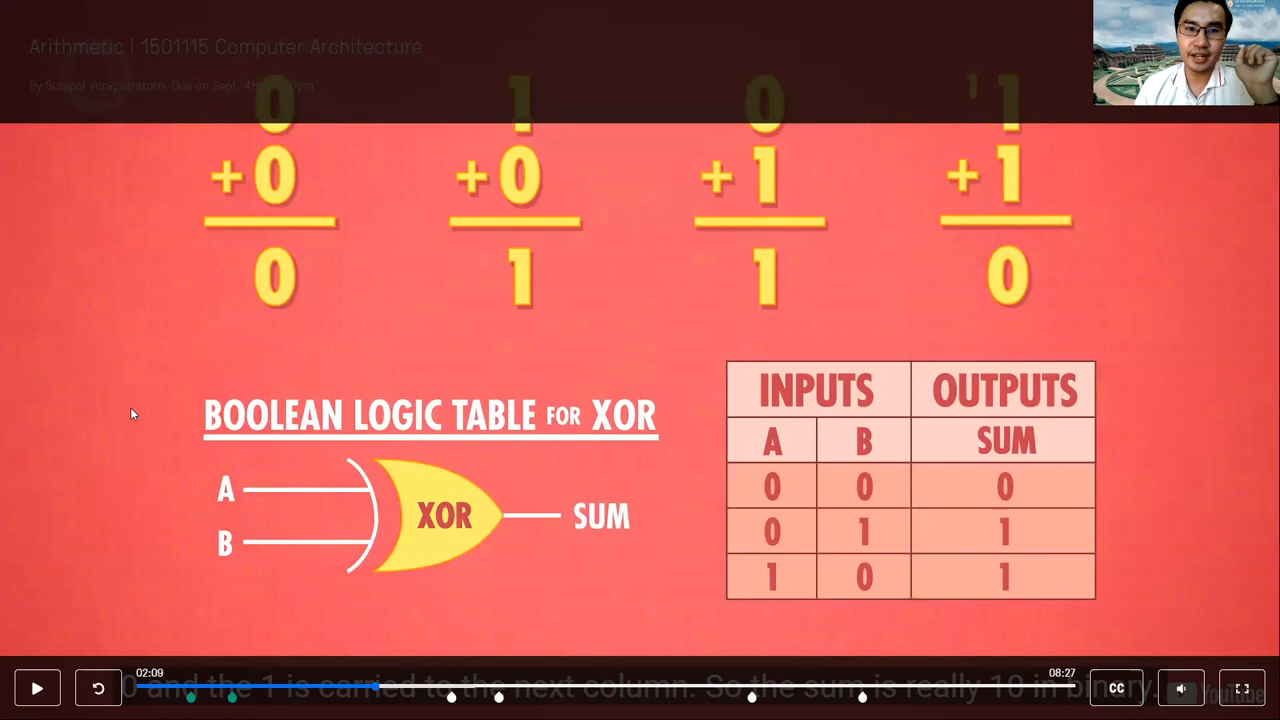 Arithmetic | 1501115 Computer Architecture
0 1 0 1 1
+0 +0 +1 +1
0 1 1 0
INPUTS OUTPUTS
BOOLEAN LOGIC TABLE FOR XOR
A B SUM
A
XOR SUM
B
0 0 0
0 1 1
1 0 1
02:09 08:27
0 and the 1 is carried to the next column. So the sum is really 10 in binary.
CC
YouTube